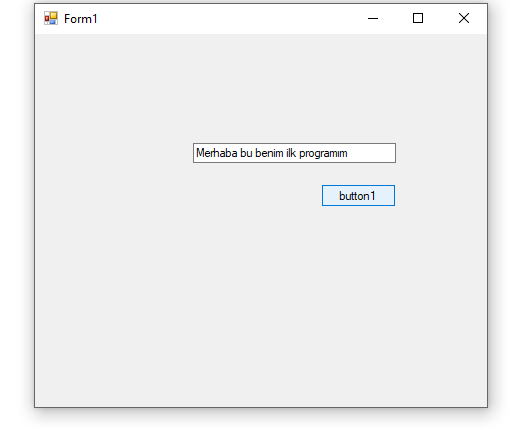 Form1
Merhaba bu benim ilk programım
button1